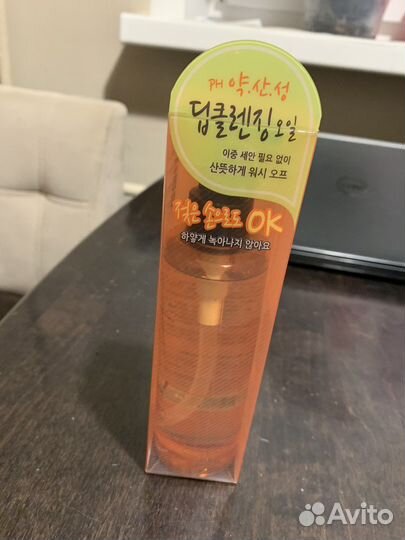 PH 약.산.성
딥클렌징오일
이중 세안 필요 없이
산뜻하게 워시 오프
젖은 손으로도 OK
하얗게 녹아나지 않아요
Avito